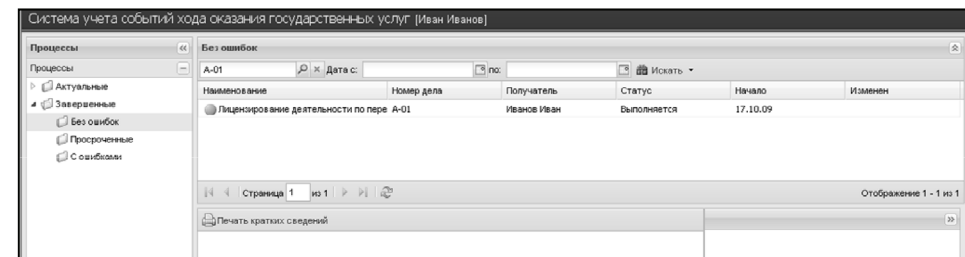 Система учета событий хода оказания государственных услуг [Иван Иванов]
Процессы
Процессы
Актуальные
Завершенные
Без ошибок
Просроченные
С ошибками
Без ошибок
А-01 Дата с: по: Искать
Наименование Номер дела Получатель Статус Начало Изменен
Лицензирование деятельности по пере А-01 Иванов Иван Выполняется 17.10.09
Страница 1 из 1 Отображение 1 - 1 из 1
Печать кратких сведений